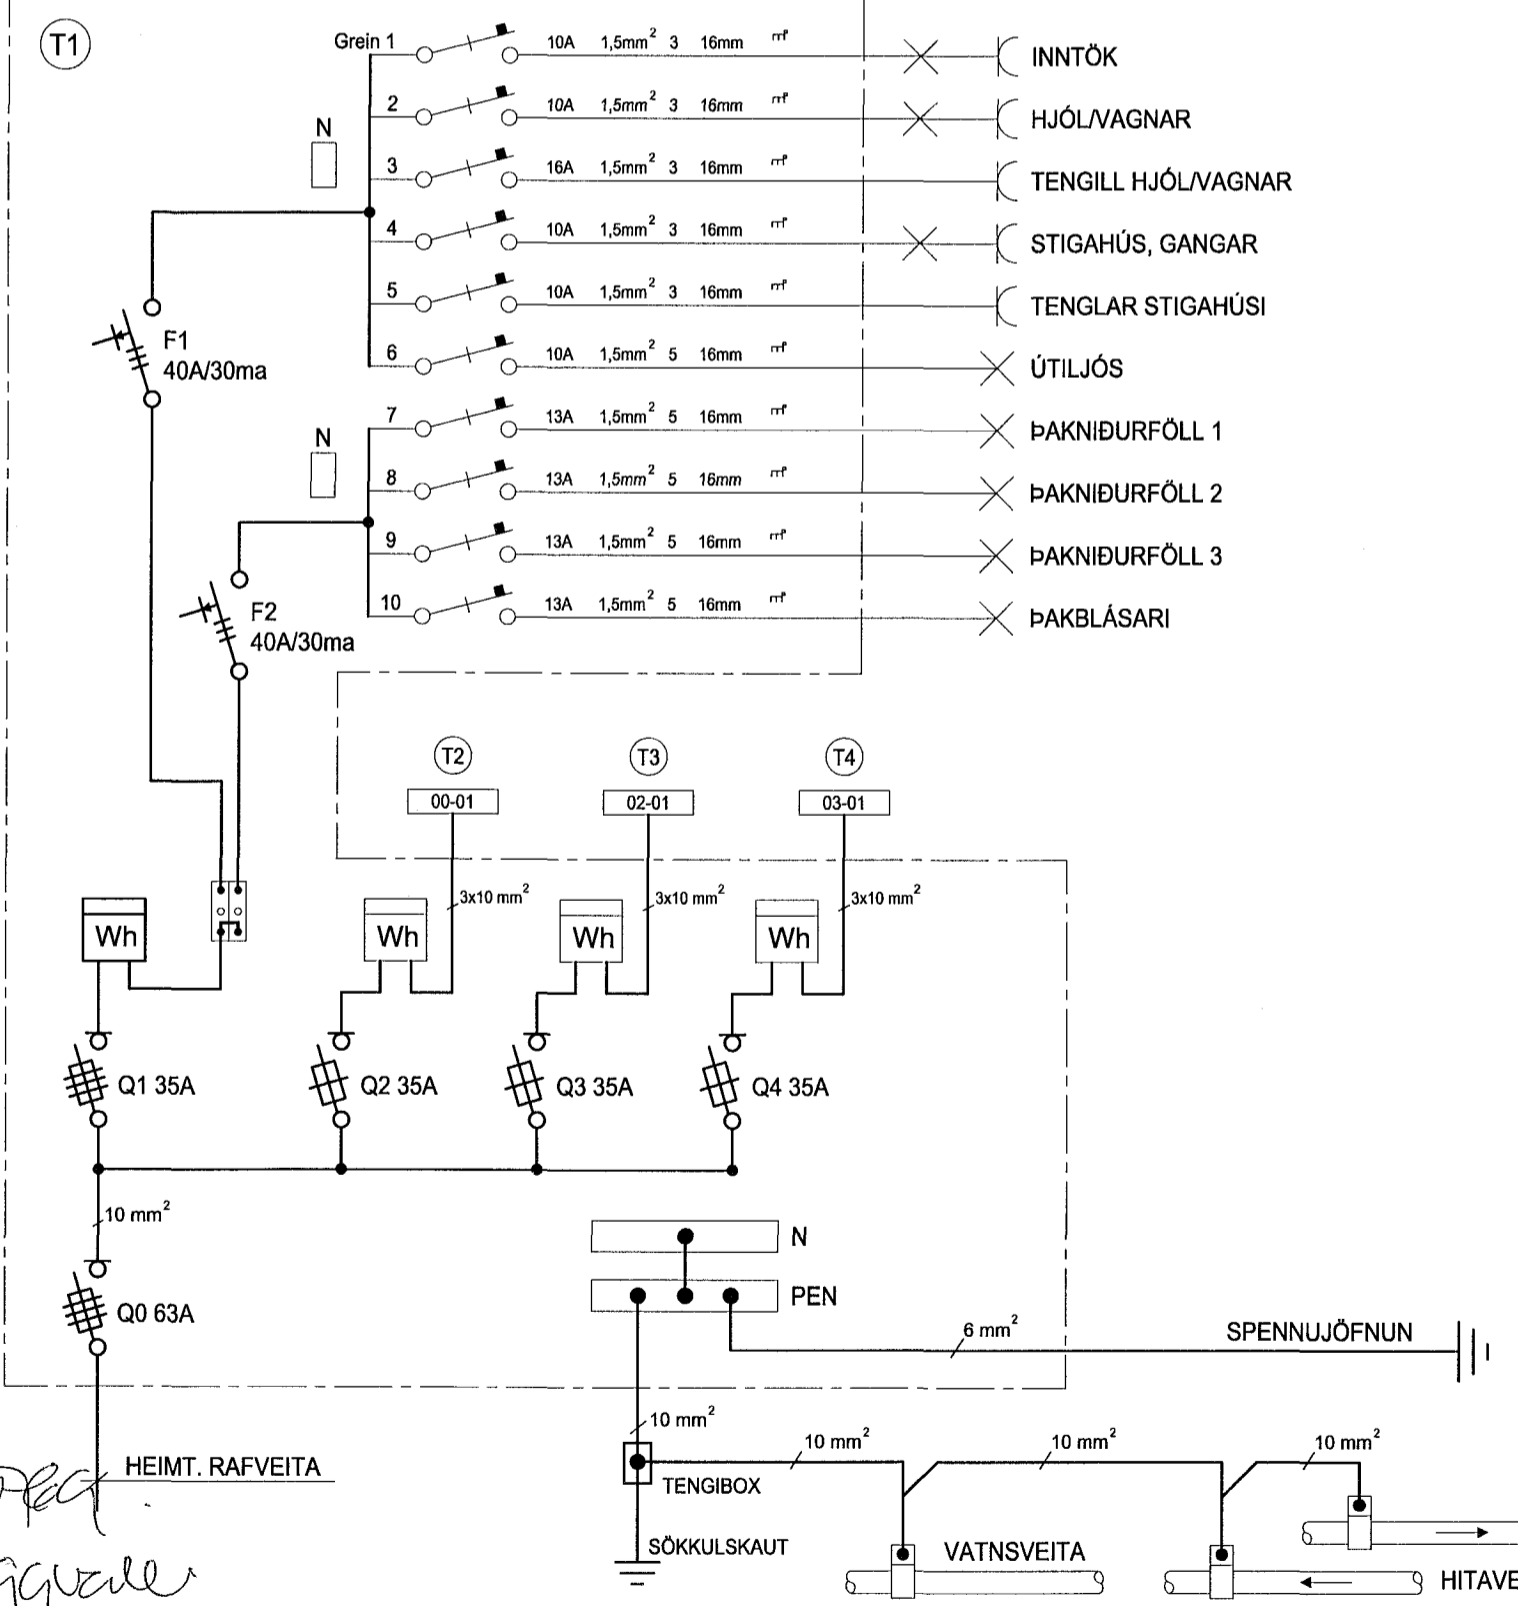 T1
Grein 1 10A 1,5mm² 3 16mm INNTÖK
2 10A 1,5mm² 3 16mm HJÓL/VAGNAR
N
3 16A 1,5mm² 3 16mm TENGILL HJÓL/VAGNAR
4 10A 1,5mm² 3 16mm STIGAHÚS, GANGAR
5 10A 1,5mm² 3 16mm TENGLAR STIGAHÚSI
F1
40A/30ma
6 10A 1,5mm² 5 16mm ÚTILJÓS
7 13A 1,5mm² 5 16mm ÞAKNIÐURFÖLL 1
N
8 13A 1,5mm² 5 16mm ÞAKNIÐURFÖLL 2
9 13A 1,5mm² 5 16mm ÞAKNIÐURFÖLL 3
10 13A 1,5mm² 5 16mm ÞAKBLÁSARI
F2
40A/30ma
T2 T3 T4
00-01 02-01 03-01
3x10 mm² 3x10 mm² 3x10 mm²
Wh Wh Wh Wh
Q1 35A Q2 35A Q3 35A Q4 35A
10 mm²
N
PEN
Q0 63A
6 mm² SPENNUJÖFNUN
10 mm² 10 mm² 10 mm² 10 mm²
HEIMT. RAFVEITA
TENGIBOX
SÖKKULSKAUT
VATNSVEITA
HITAVE